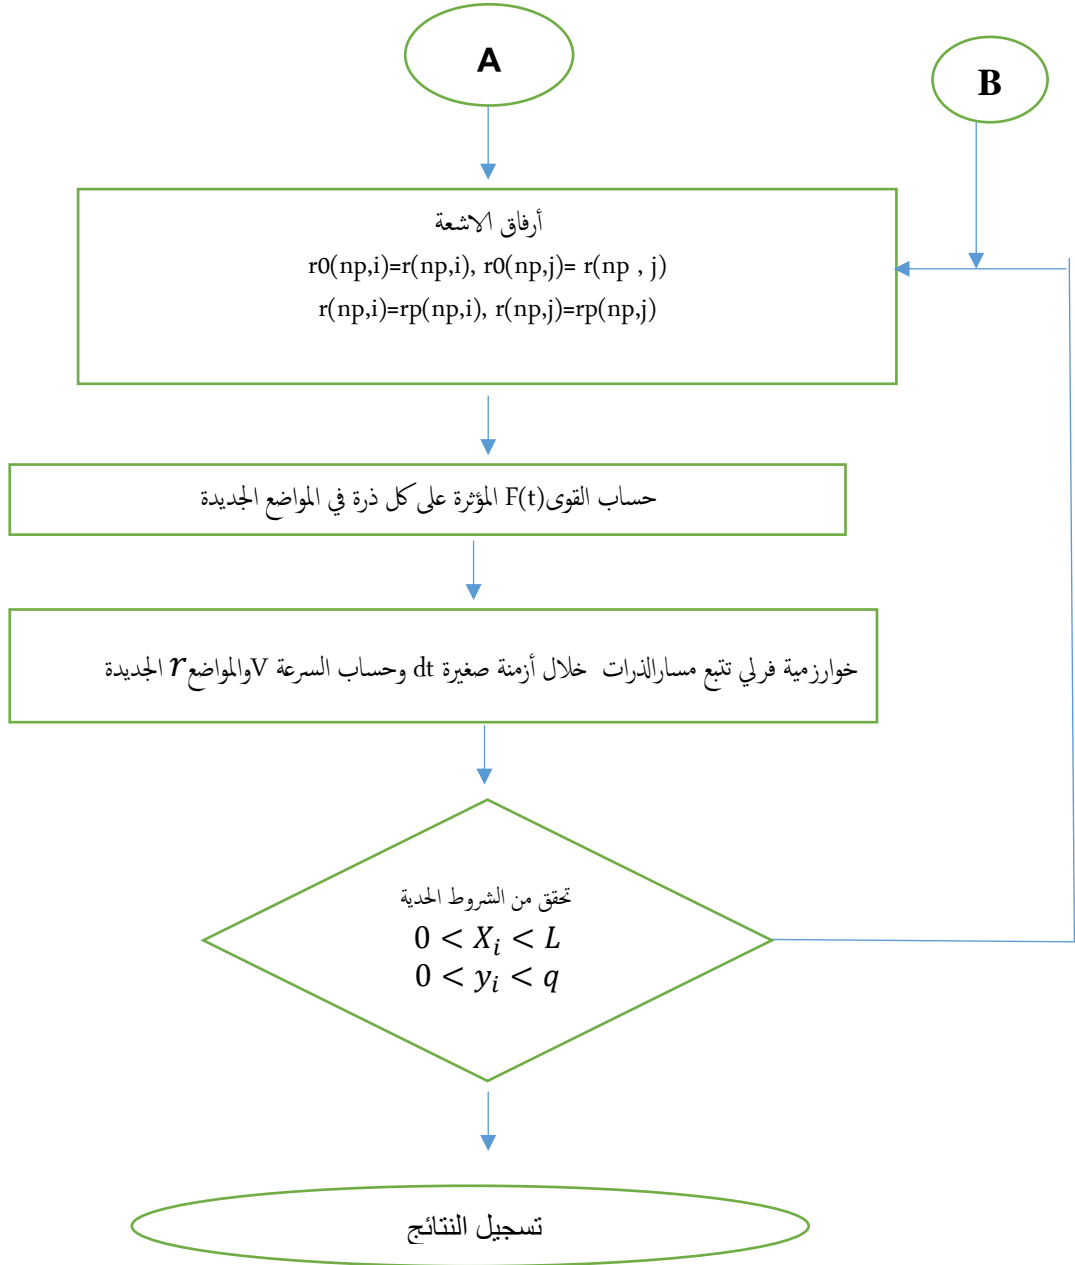 A
B
أرفاق الاشعة
r0(np,i)=r(np,i), r0(np,j)= r(np , j)
r(np,i)=rp(np,i), r(np,j)=rp(np,j)
حساب القوى F(t) المؤثرة على كل ذرة في المواضع الجديدة
خوارزمية فرلي تتبع مسارالذرات خلال أزمنة صغيرة dt وحساب السرعة V والمواضع r الجديدة
تحقق من الشروط الحدية
0 < X_i < L
0 < y_i < q
تسجيل النتائج